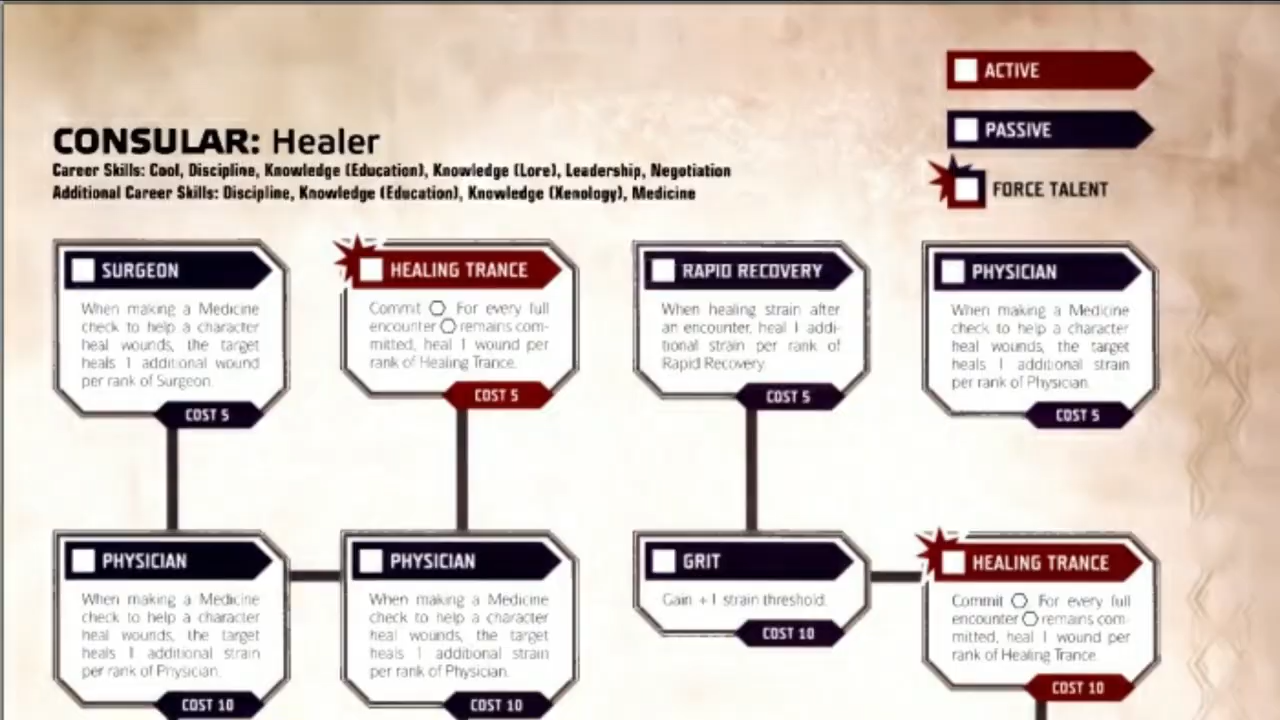 ACTIVE
PASSIVE
FORCE TALENT
CONSULAR: Healer
Career Skills: Cool, Discipline, Knowledge (Education), Knowledge (Lore), Leadership, Negotiation
Additional Career Skills: Discipline, Knowledge (Education), Knowledge (Xenology), Medicine
SURGEON
When making a Medicine
check to help a character
heal wounds, the target
heals 1 additional wound
per rank of Surgeon.
COST 5
HEALING TRANCE
Commit . For every full
encounter remains com-
mitted, heal 1 wound per
rank of Healing Trance.
COST 5
RAPID RECOVERY
When healing strain after
an encounter, heal 1 addi-
tional strain per rank of
Rapid Recovery.
COST 5
PHYSICIAN
When making a Medicine
check to help a character
heal wounds, the target
heals 1 additional strain
per rank of Physician.
COST 5
PHYSICIAN
When making a Medicine
check to help a character
heal wounds, the target
heals 1 additional strain
per rank of Physician.
COST 10
PHYSICIAN
When making a Medicine
check to help a character
heal wounds, the target
heals 1 additional strain
per rank of Physician.
COST 10
GRIT
Gain +1 strain threshold.
COST 10
HEALING TRANCE
Commit . For every full
encounter remains com-
mitted, heal 1 wound per
rank of Healing Trance.
COST 10